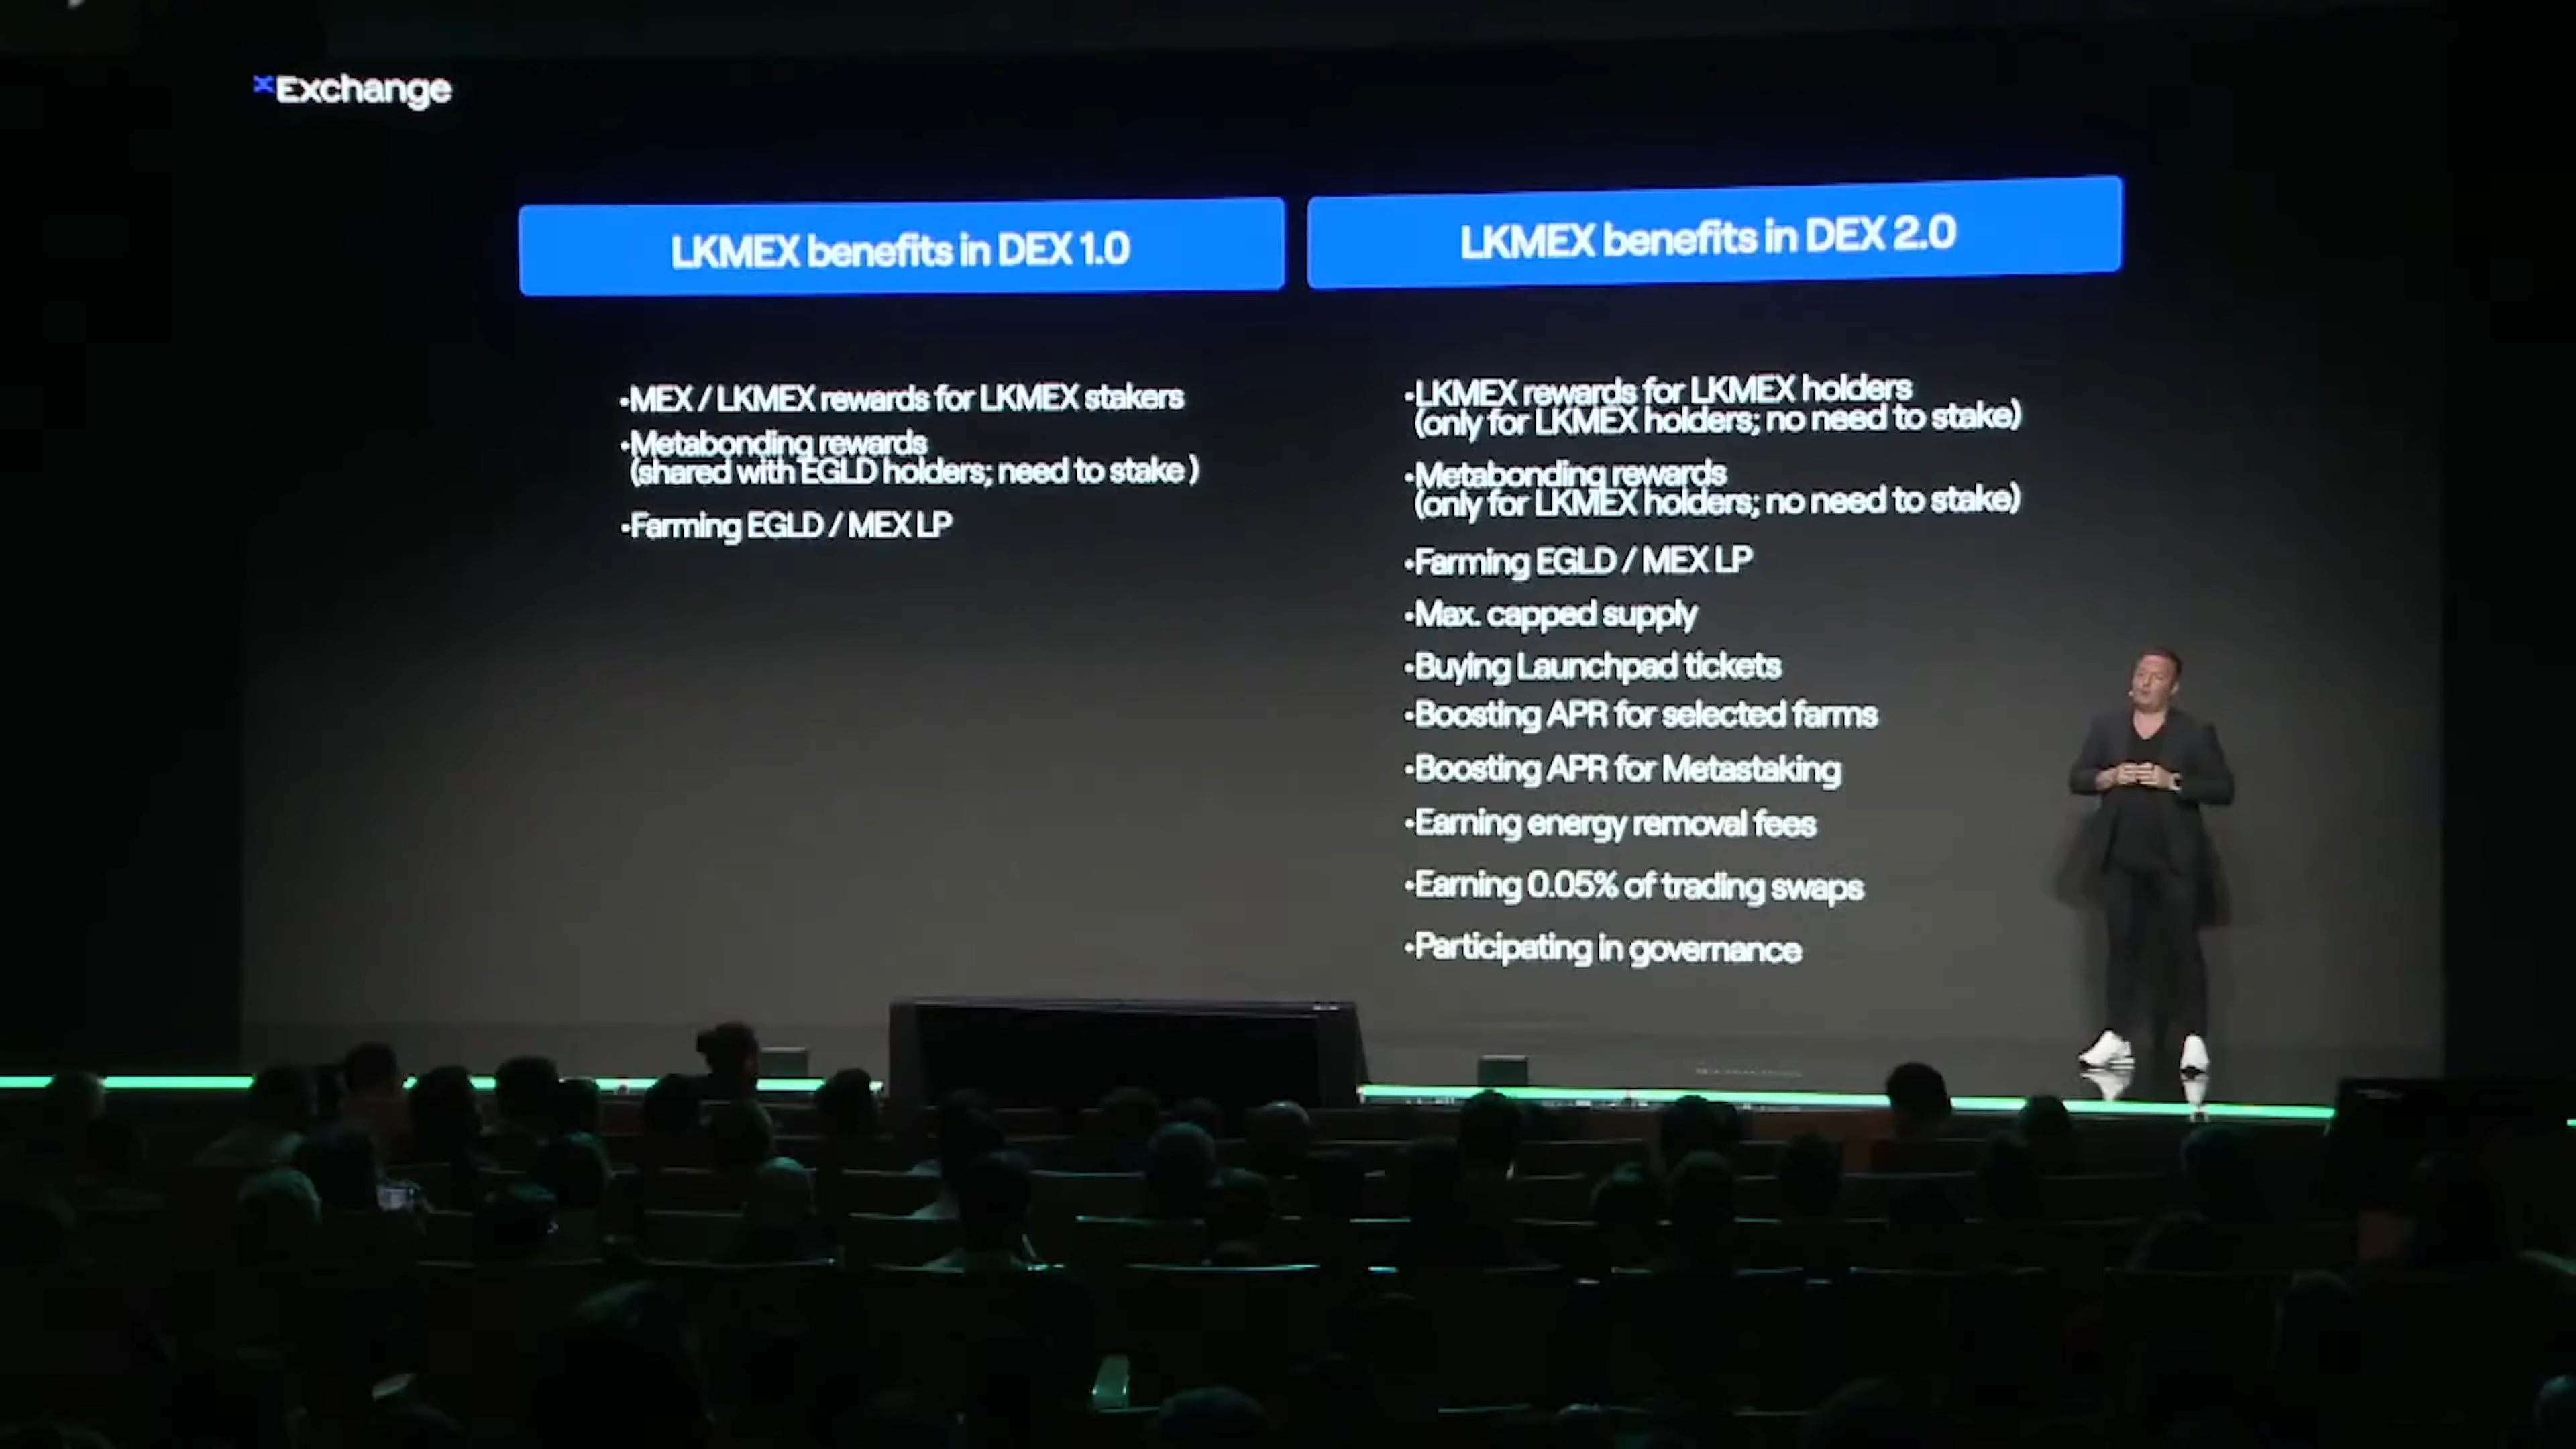 xExchange
LKMEX benefits in DEX 1.0
•MEX / LKMEX rewards for LKMEX stakers
•Metabonding rewards
(shared with EGLD holders; need to stake )
•Farming EGLD / MEX LP
LKMEX benefits in DEX 2.0
•LKMEX rewards for LKMEX holders
(only for LKMEX holders; no need to stake)
•Metabonding rewards
(only for LKMEX holders; no need to stake)
•Farming EGLD / MEX LP
•Max. capped supply
•Buying Launchpad tickets
•Boosting APR for selected farms
•Boosting APR for Metastaking
•Earning energy removal fees
•Earning 0.05% of trading swaps
•Participating in governance